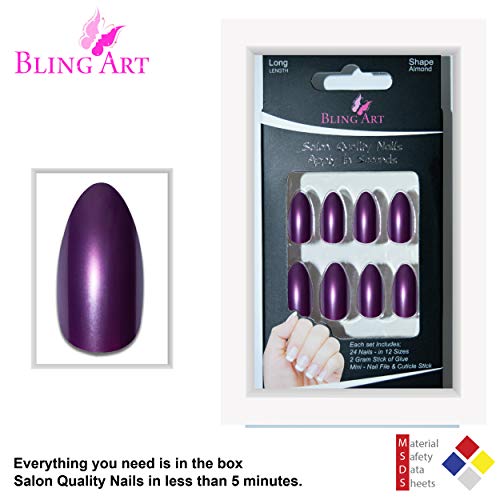 BLING ART
Long
LENGTH
Shape
Almond
BLING ART
Salon Quality Nails
Apply In Seconds
Each set includes;
24 Nails - in 12 Sizes
2 Gram Stick of Glue
Mini - Nail File & Cuticle Stick
Everything you need is in the box
Salon Quality Nails in less than 5 minutes.
Material
Safety
Data
Sheets